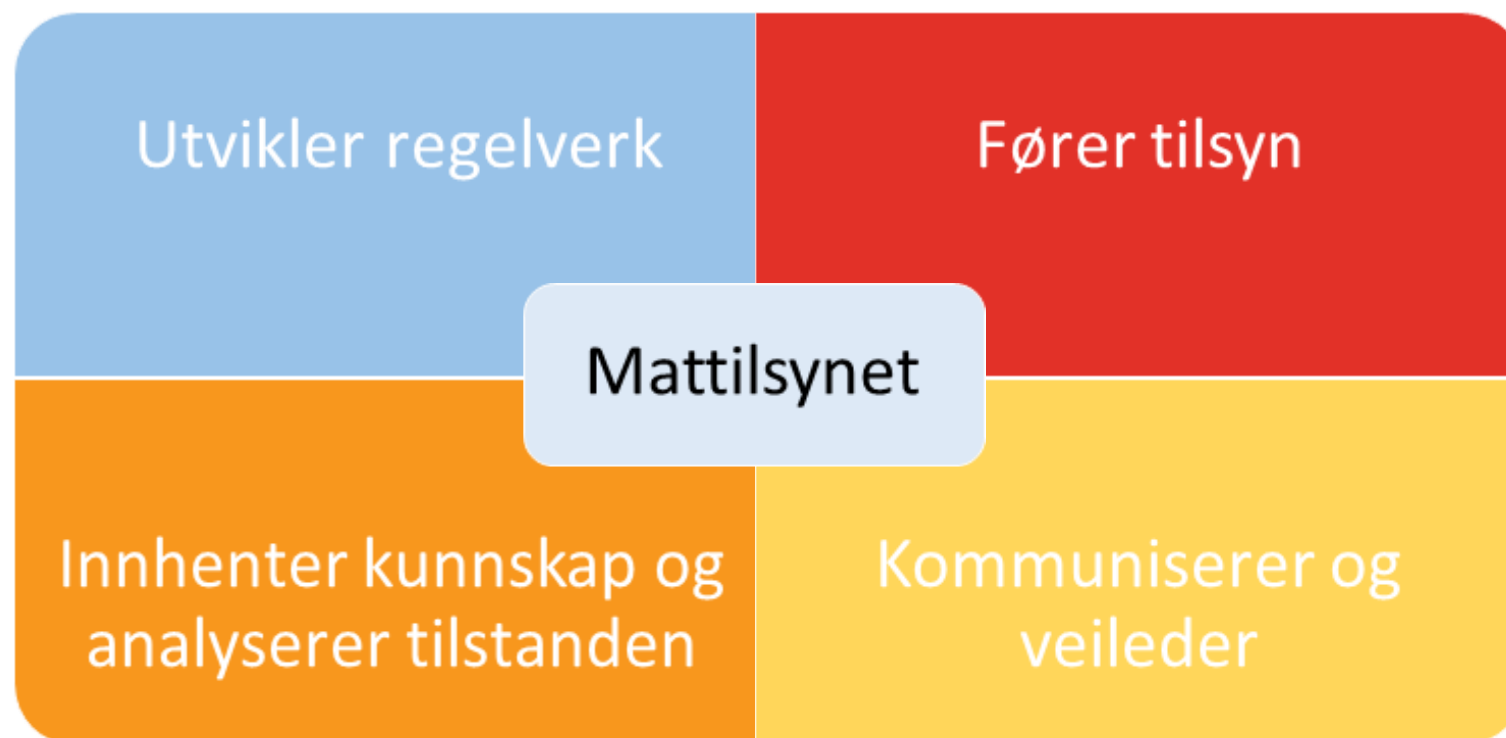 Utvikler regelverk
Fører tilsyn
Mattilsynet
Innhenter kunnskap og
analyserer tilstanden
Kommuniserer og
veileder